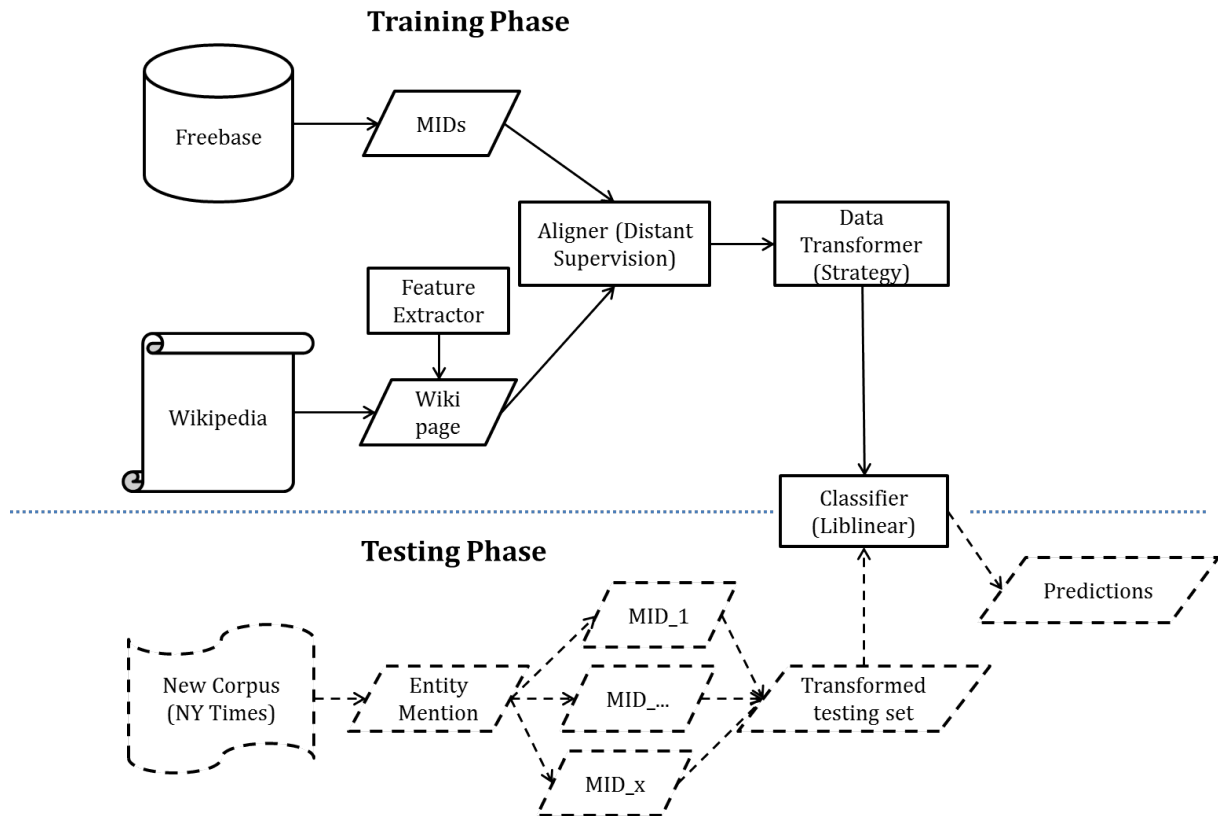 Training Phase
Freebase
MIDs
Aligner (Distant
Supervision)
Data
Transformer
(Strategy)
Feature
Extractor
Wikipedia
Wiki
page
Classifier
(Liblinear)
Testing Phase
Predictions
MID_1
New Corpus
(NY Times)
Entity
Mention
MID_...
Transformed
testing set
MID_x